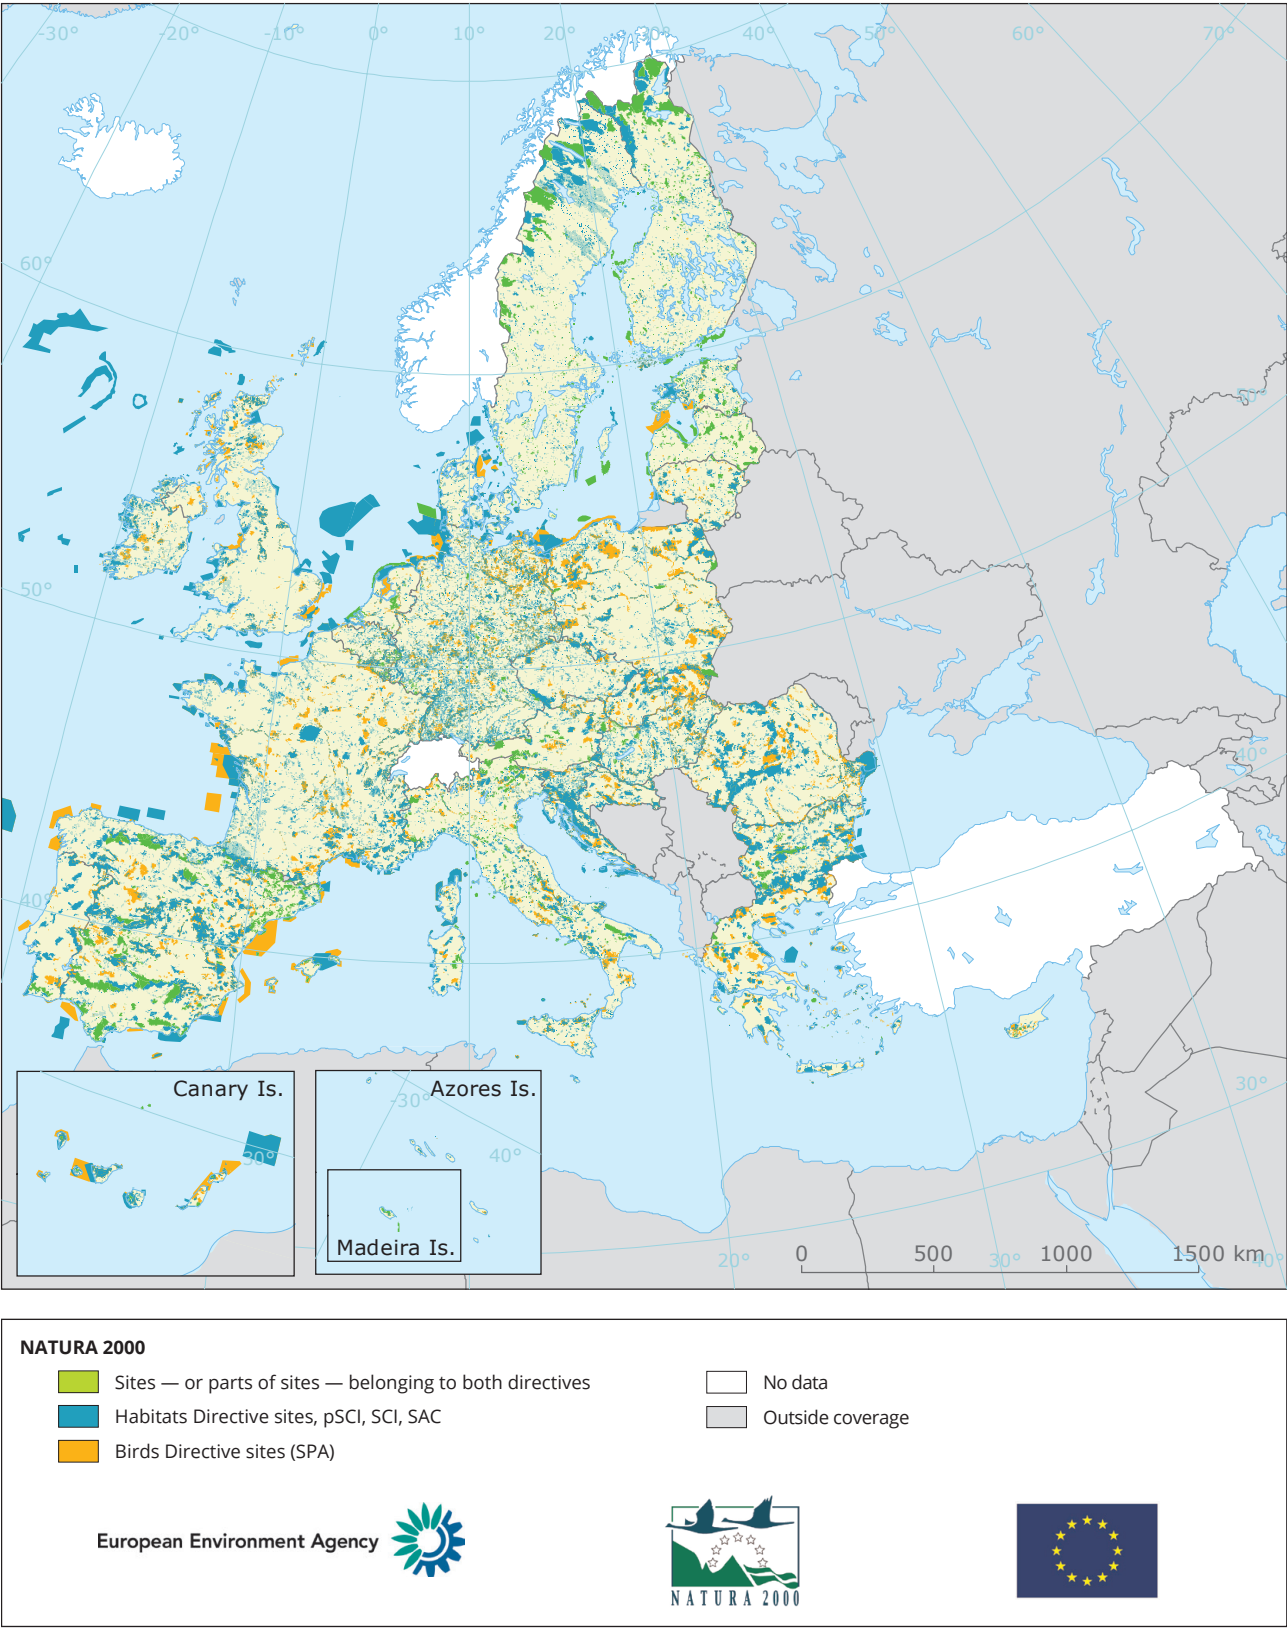 -30°
-20°
-10°
0°
10°
20°
30°
40°
50°
60°
70°
60°
50°
50°
40°
40°
30°
Canary Is.
30°
Azores Is.
-30°
40°
Madeira Is.
0 500 1000 1500 km
20°
30°
40°
NATURA 2000
Sites — or parts of sites — belonging to both directives
Habitats Directive sites, pSCI, SCI, SAC
Birds Directive sites (SPA)
No data
Outside coverage
European Environment Agency
NATURA 2000